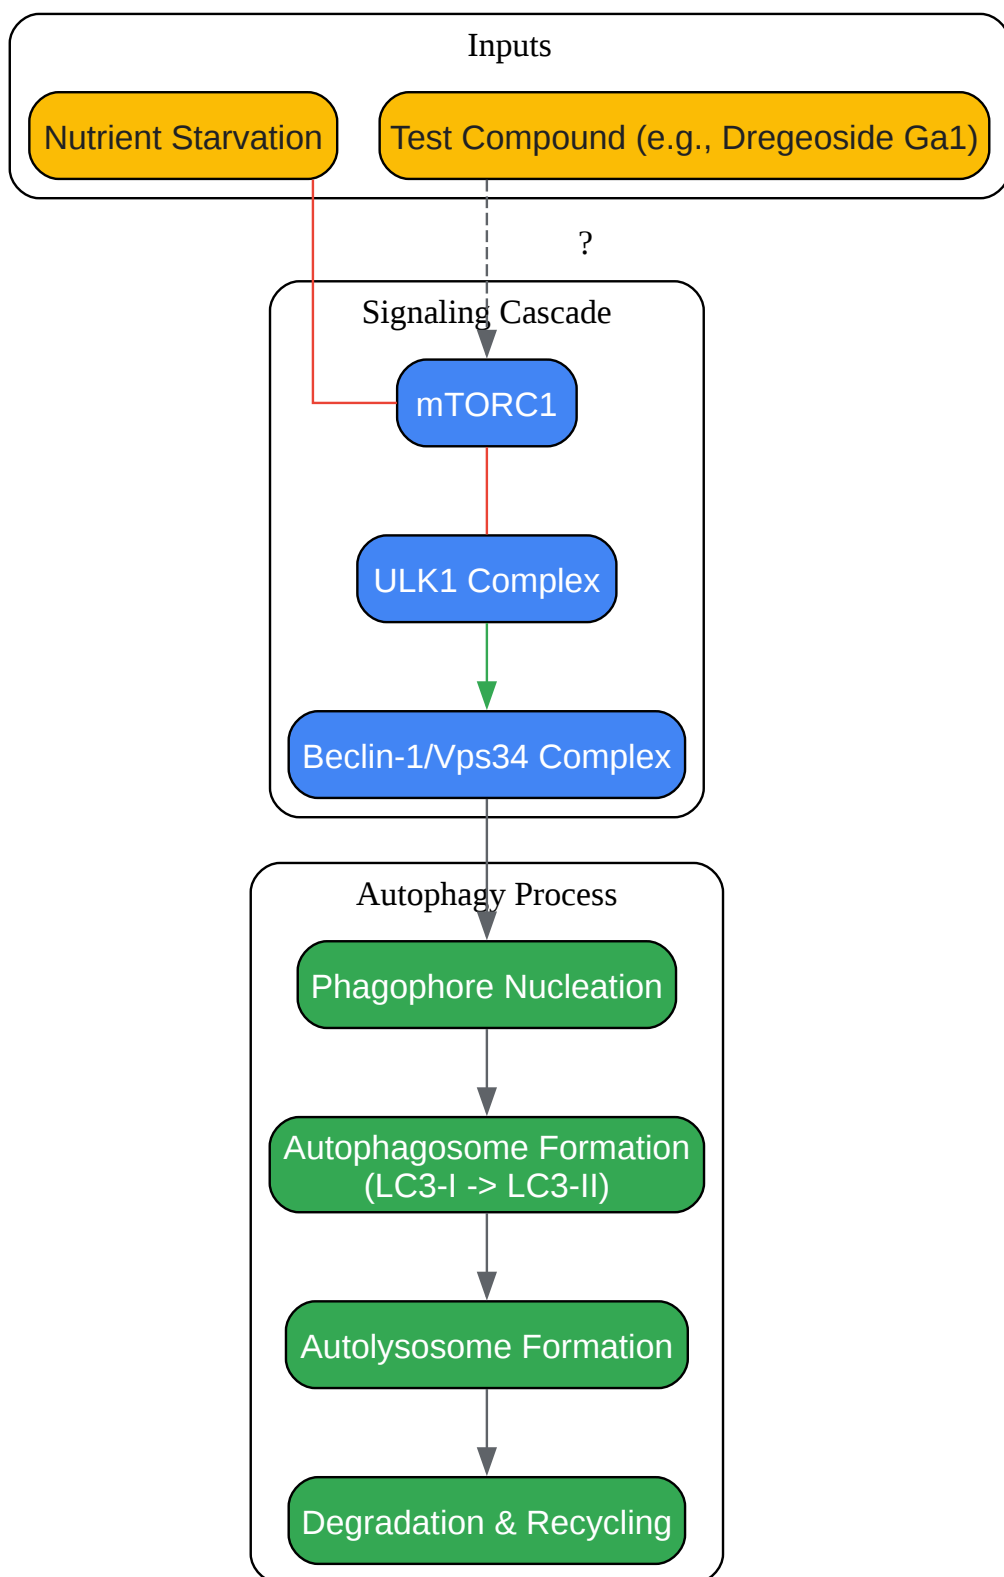 Inputs
Nutrient Starvation
Test Compound (e.g., Dregeoside Ga1)
?
Signaling Cascade
mTORC1
ULK1 Complex
Beclin-1/Vps34 Complex
Autophagy Process
Phagophore Nucleation
Autophagosome Formation
(LC3-I -> LC3-II)
Autolysosome Formation
Degradation & Recycling